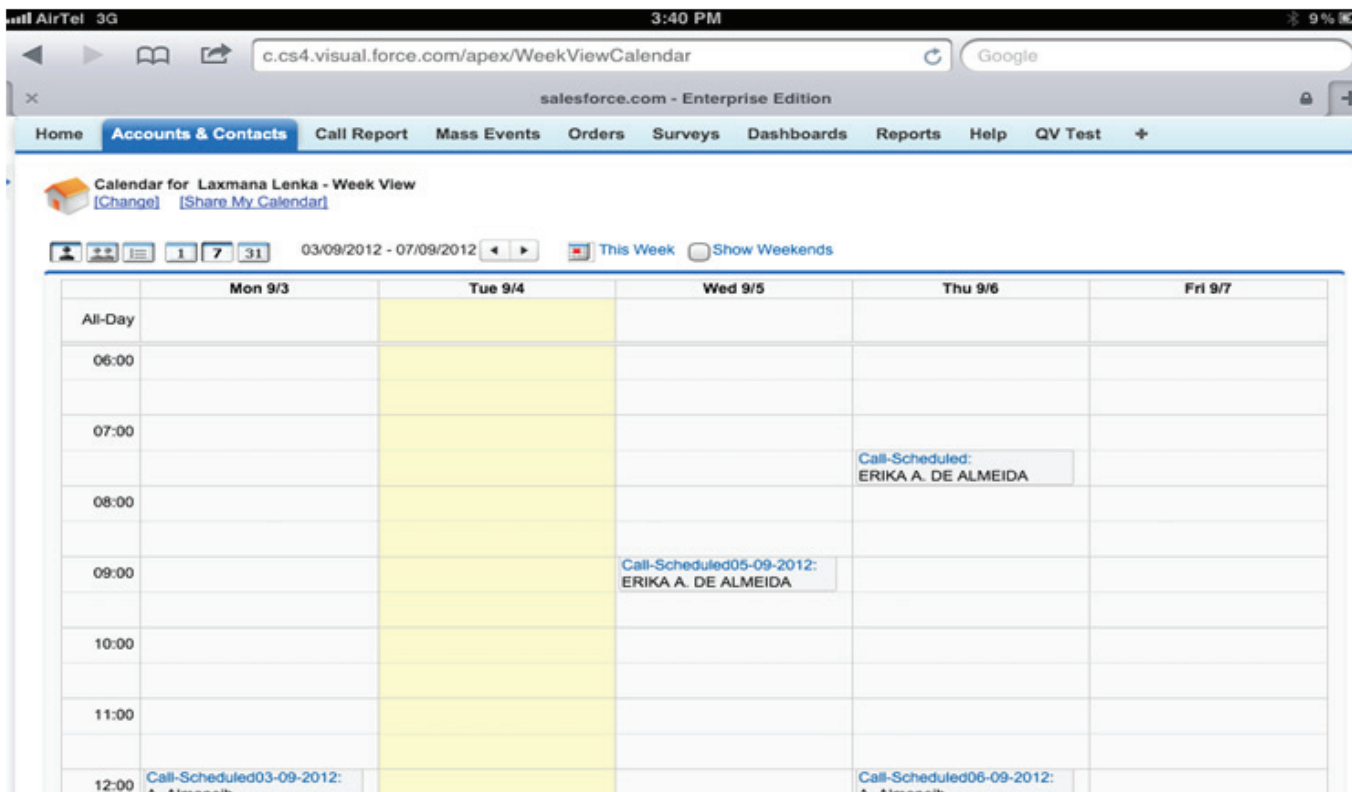 AirTel 3G 3:40 PM 9%
c.cs4.visual.force.com/apex/WeekViewCalendar Google
salesforce.com - Enterprise Edition
Home Accounts & Contacts Call Report Mass Events Orders Surveys Dashboards Reports Help QV Test +
Calendar for Laxmana Lenka - Week View
[Change] [Share My Calendar]
1 7 31 03/09/2012 - 07/09/2012 This Week Show Weekends
Mon 9/3 Tue 9/4 Wed 9/5 Thu 9/6 Fri 9/7
All-Day
06:00
07:00
Call-Scheduled:
ERIKA A. DE ALMEIDA
08:00
Call-Scheduled05-09-2012:
09:00 ERIKA A. DE ALMEIDA
10:00
11:00
Call-Scheduled03-09-2012: Call-Scheduled06-09-2012:
12:00